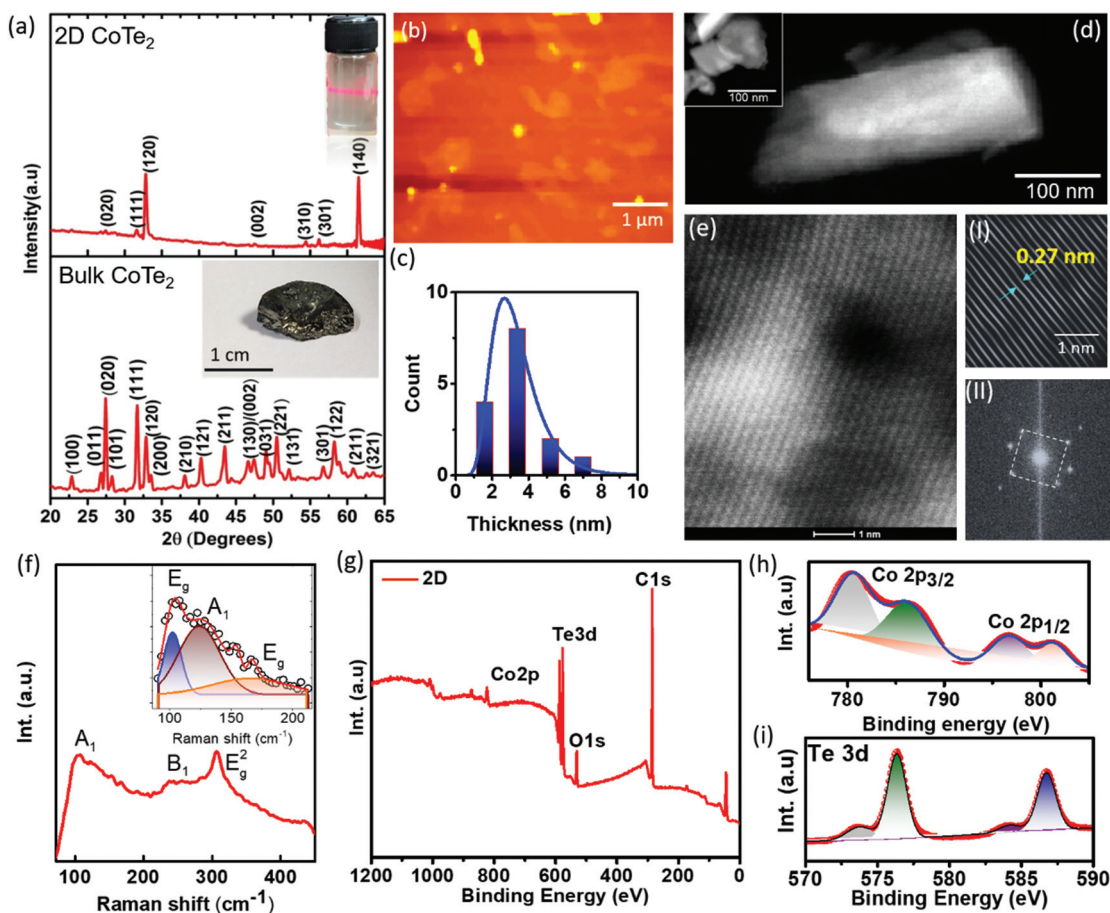 (a)
2D CoTe2
(020)
(111)
(120)
(002)
(310)
(301)
(140)
Intensity(a.u)
Bulk CoTe2
1 cm
(100)
(011)
(020)
(101)
(111)
(120)
(200)
(210)
(121)
(211)
(130)/(002)
(031)
(221)
(131)
(301)
(122)
(211)
(321)
20 25 30 35 40 45 50 55 60 65
2θ (Degrees)
(b)
1 µm
(c)
10
5
0
Count
0 2 4 6 8 10
Thickness (nm)
(d)
100 nm
100 nm
(e)
1 nm
(I)
0.27 nm
1 nm
(II)
(f)
Eg
A1
Eg
100 150 200
Raman shift (cm-1)
A1
B1
Eg2
Int. (a.u.)
100 200 300 400
Raman shift (cm-1)
(g)
2D
C1s
Te3d
Co2p
O1s
Int. (a.u.)
1200 1000 800 600 400 200 0
Binding Energy (eV)
(h)
Co 2p3/2
Co 2p1/2
Int. (a.u)
780 790 800
Binding energy (eV)
(i)
Te 3d
Int. (a.u)
570 575 580 585 590
Binding Energy (eV)